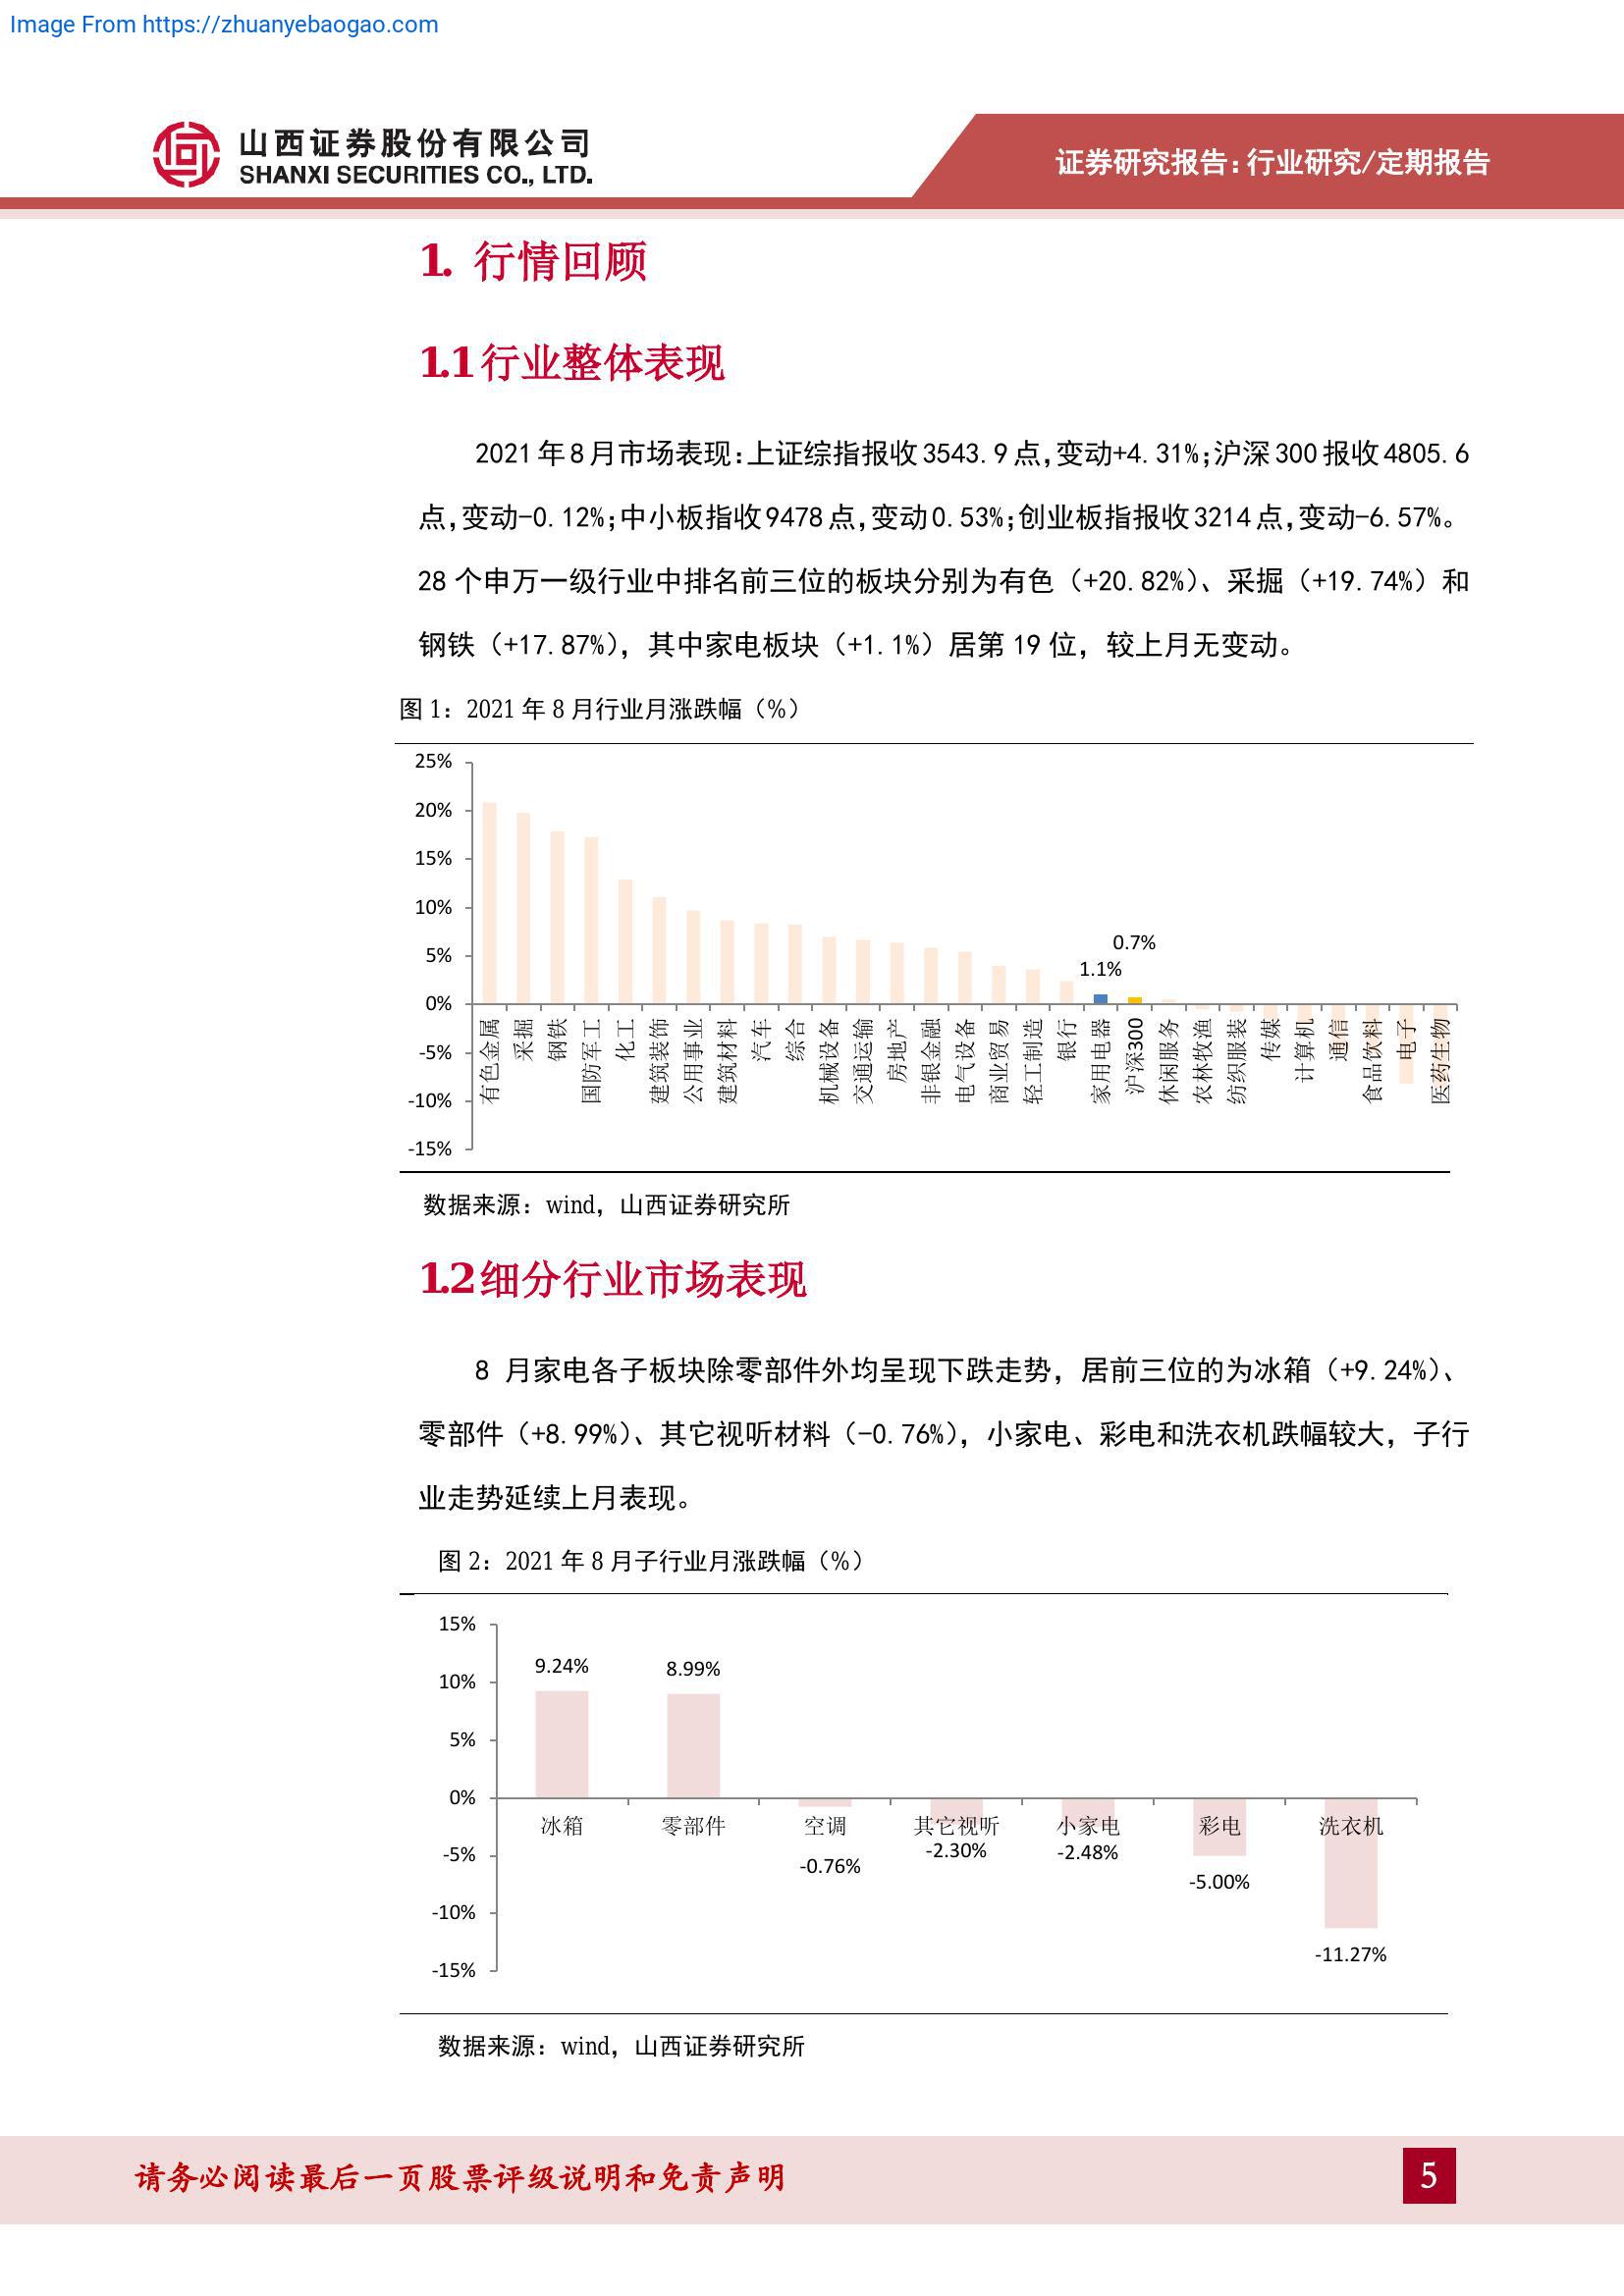 Image From https://zhuanyebaogao.com
山西证券股份有限公司
SHANXI SECURITIES CO., LTD.
证券研究报告：行业研究/定期报告
1. 行情回顾
1.1 行业整体表现
2021 年 8 月市场表现：上证综指报收 3543.9 点，变动+4.31%；沪深 300 报收 4805.6
点，变动-0.12%；中小板指收 9478 点，变动 0.53%；创业板指报收 3214 点，变动-6.57%。
28 个申万一级行业中排名前三位的板块分别为有色（+20.82%）、采掘（+19.74%）和
钢铁（+17.87%），其中家电板块（+1.1%）居第 19 位，较上月无变动。
图 1：2021 年 8 月行业月涨跌幅（%）
25%
20%
15%
10%
5%
0%
-5%
-10%
-15%
1.1%
0.7%
有色金属
采掘
钢铁
国防军工
化工
建筑装饰
公用事业
建筑材料
汽车
综合
机械设备
交通运输
房地产
非银金融
电气设备
商业贸易
轻工制造
银行
家用电器
沪深300
休闲服务
农林牧渔
纺织服装
传媒
计算机
通信
食品饮料
电子
医药生物
数据来源：wind，山西证券研究所
1.2 细分行业市场表现
8 月家电各子板块除零部件外均呈现下跌走势，居前三位的为冰箱（+9.24%）、
零部件（+8.99%）、其它视听材料（-0.76%），小家电、彩电和洗衣机跌幅较大，子行
业走势延续上月表现。
图 2：2021 年 8 月子行业月涨跌幅（%）
15%
10%
5%
0%
-5%
-10%
-15%
9.24%
8.99%
-0.76%
-2.30%
-2.48%
-5.00%
-11.27%
冰箱
零部件
空调
其它视听
小家电
彩电
洗衣机
数据来源：wind，山西证券研究所
请务必阅读最后一页股票评级说明和免责声明
5